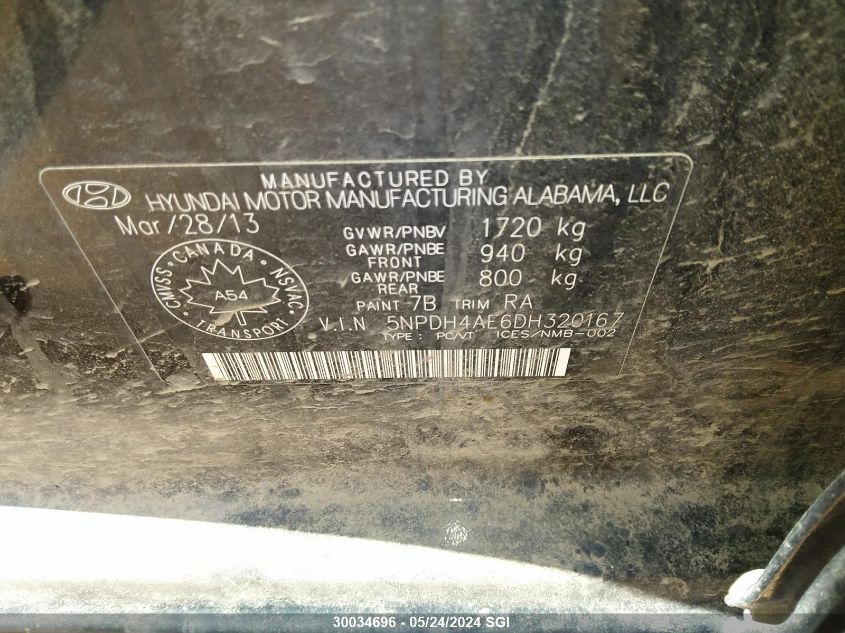 MANUFACTURED BY
HYUNDAI MOTOR MANUFACTURING ALABAMA, LLC
Mar/28/13
GVWR/PNBV 1720 kg
GAWR/PNBE FRONT 940 kg
GAWR/PNBE REAR 800 kg
CMVSS · CANADA · NSVAC
A54
TRANSPORT
PAINT 7B TRIM RA
V.I.N 5NPDH4AE6DH320167
TYPE : PC/VT ICES/NMB-002
30034696 - 05/24/2024 SGI